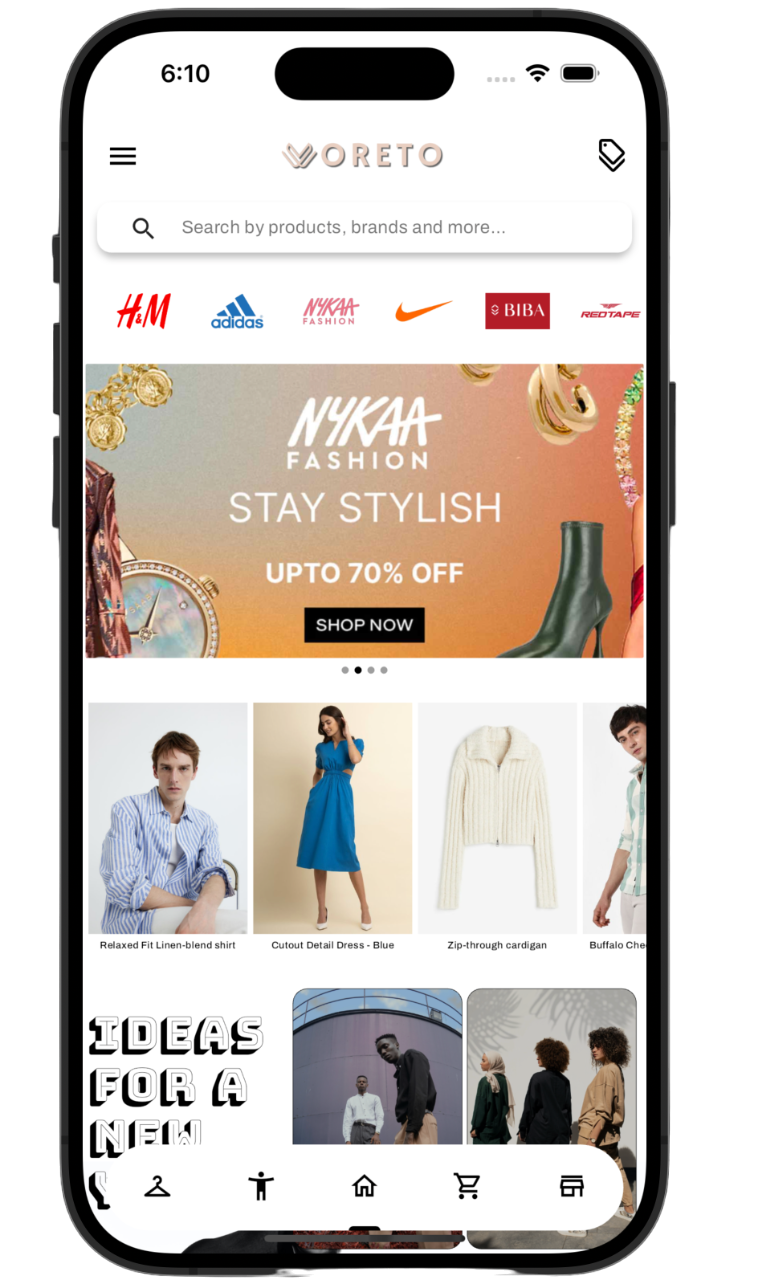 6:10
VORETO
Search by products, brands and more...
H&M
adidas
NYKAA
FASHION
BIBA
REDTAPE
NYKAA
FASHION
STAY STYLISH
UPTO 70% OFF
SHOP NOW
Relaxed Fit Linen-blend shirt
Cutout Detail Dress - Blue
Zip-through cardigan
Buffalo Che
IDEAS
FOR A
NEW